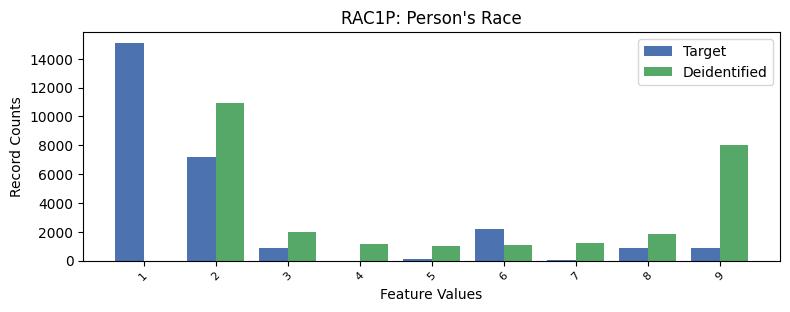 RAC1P: Person's Race
Target
Deidentified
Record Counts
14000
12000
10000
8000
6000
4000
2000
0
1 2 3 4 5 6 7 8 9
Feature Values